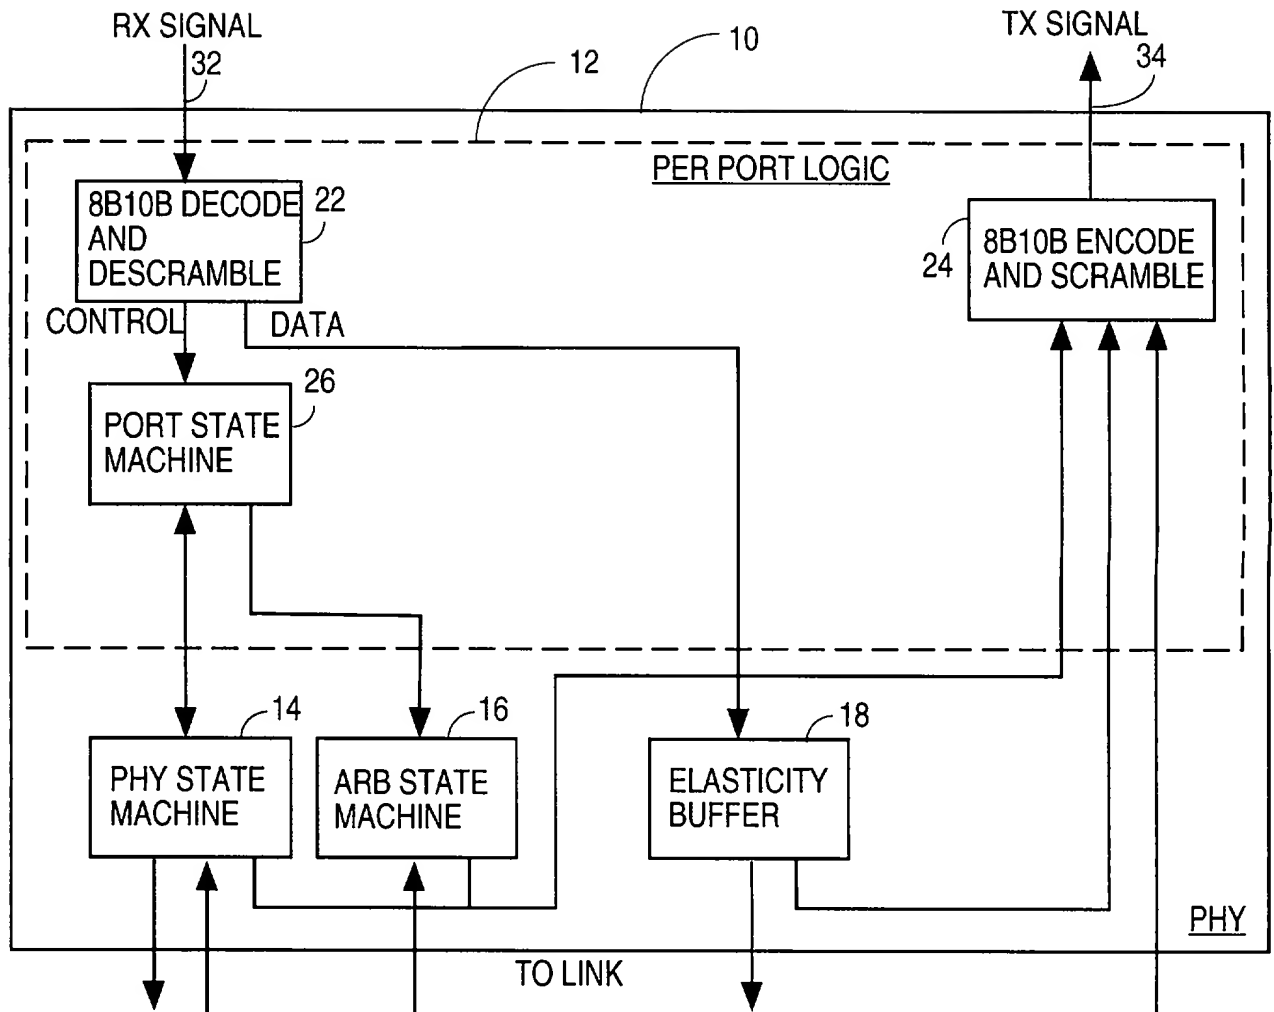 RX SIGNAL
TX SIGNAL
10
12
32
34
PER PORT LOGIC
8B10B DECODE
AND
DESCRAMBLE
22
24
8B10B ENCODE
AND SCRAMBLE
CONTROL
DATA
26
PORT STATE
MACHINE
14
16
18
PHY STATE
MACHINE
ARB STATE
MACHINE
ELASTICITY
BUFFER
PHY
TO LINK